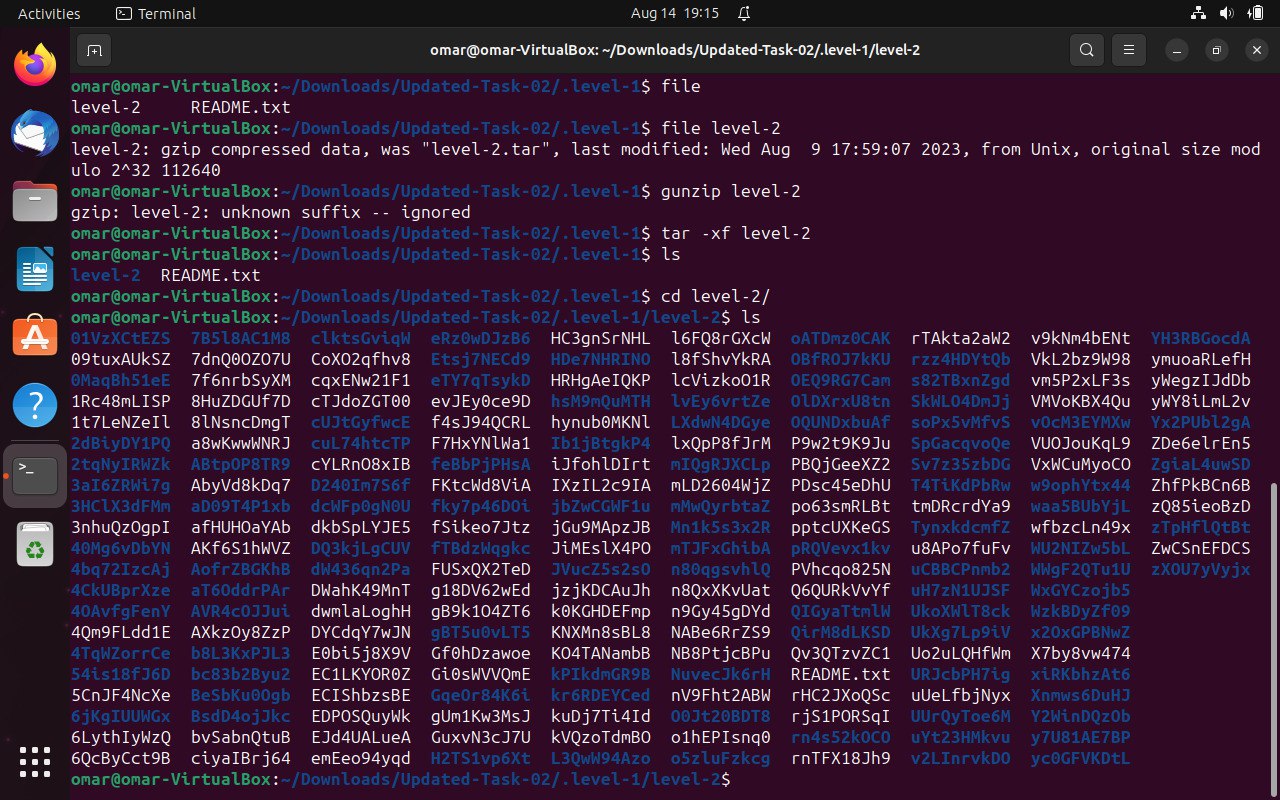 Activities Terminal Aug 14 19:15
omar@omar-VirtualBox: ~/Downloads/Updated-Task-02/.level-1/level-2
omar@omar-VirtualBox:~/Downloads/Updated-Task-02/.level-1$ file
level-2     README.txt
omar@omar-VirtualBox:~/Downloads/Updated-Task-02/.level-1$ file level-2
level-2: gzip compressed data, was "level-2.tar", last modified: Wed Aug  9 17:59:07 2023, from Unix, original size mod
ulo 2^32 112640
omar@omar-VirtualBox:~/Downloads/Updated-Task-02/.level-1$ gunzip level-2
gzip: level-2: unknown suffix -- ignored
omar@omar-VirtualBox:~/Downloads/Updated-Task-02/.level-1$ tar -xf level-2
omar@omar-VirtualBox:~/Downloads/Updated-Task-02/.level-1$ ls
level-2  README.txt
omar@omar-VirtualBox:~/Downloads/Updated-Task-02/.level-1$ cd level-2/
omar@omar-VirtualBox:~/Downloads/Updated-Task-02/.level-1/level-2$ ls
01VzXCtEZS  7B5l8AC1M8  clktsGviqW  eRz0wDJzB6  HC3gnSrNHL  l6FQ8rGXcW  oATDmz0CAK  rTAkta2aW2  v9kNm4bENt  YH3RBGocdA
09tuxAUkSZ  7dnQ0OZO7U  CoXO2qfhv8  Etsj7NECd9  HDe7NHRINO  l8fShvYkRA  OBfROJ7kKU  rzz4HDYtQb  VkL2bz9W98  ymuoaRLefH
0MaqBh51eE  7f6nrbSyXM  cqxENw21F1  eTY7qTsykD  HRHgAeIQKP  lcVizkoO1R  OEQ9RG7Cam  s82TBxnZgd  vm5P2xLF3s  yWegzIJdDb
1Rc48mLISP  8HuZDGUf7D  cTJdoZGT00  evJEy0ce9D  hsM9mQuMTH  lvEy6vrtZe  OlDXrxU8tn  SkWLO4DmJj  VMVoKBX4Qu  yWY8iLmL2v
1t7LeNZeIl  8lNsncDmgT  cUJtGyfwcE  f4sJ94QCRL  hynub0MKNl  LXdwN4DGye  OQUNDxbuAf  soPx5vMfvS  vOcM3EYMXw  Yx2PUbl2gA
2dBiyDY1PQ  a8wKwwWNRJ  cuL74htcTP  F7HxYNlWa1  Ib1jBtgkP4  lxQpP8fJrM  P9w2t9K9Ju  SpGacqvoQe  VUOJouKqL9  ZDe6elrEn5
2tqNyIRWZk  ABtpOP8TR9  cYLRnO8xIB  feBbPjPHsA  iJfohlDIrt  mIQgRJXCLp  PBQjGeeXZ2  Sv7z35zbDG  VxWCuMyoCO  ZgiaL4uwSD
3aI6ZRWi7g  AbyVd8kDq7  D240Im7S6f  FKtcWd8ViA  IXzIL2c9IA  mLD2604WjZ  PDsc45eDhU  T4TiKdPbRw  w9ophYtx44  ZhfPkBCn6B
3HClX3dFMm  aD09T4P1xb  dcWFp0gN0U  fky7p46DOi  jbZwCGWF1u  mMwQyrbtaZ  po63smRLBt  tmDRcrdYa9  waa5BUbYjL  zQ85ieoBzD
3nhuQzOgpI  afHUHOaYAb  dkbSpLYJE5  fSikeo7Jtz  jGu9MApzJB  Mn1k5s3x2R  pptcUXKeGS  TynxkdcmfZ  wfbzcLn49x  zTpHflQtBt
40Mg6vDbYN  AKf6S1hWVZ  DQ3kjLgCUV  fTBdzWqgkc  JiMEslX4PO  mTJFxGhibA  pRQVevx1kv  u8APo7fuFv  WU2NIZw5bL  ZwCSnEFDCS
4bq72IzcAj  AofrZBGKhB  dW436qn2Pa  FUSxQX2TeD  JVucZ5s2sO  n80qgsvhlQ  PVhcqo825N  uCBBCPnmb2  WWgF2QTu1U  zXOU7yVyjx
4CkUBprXze  aT6OddrPAr  DWahK49MnT  g18DV62wEd  jzjKDCAuJh  n8QxXKvUat  Q6QURkVvYf  uH7zN1UJSF  WxGYCzojb5
4OAvfgFenY  AVR4cOJJui  dwmlaLoghH  gB9k1O4ZT6  k0KGHDEFmp  n9Gy45gDYd  QIGyaTtmlW  UkoXWlT8ck  WzkBDyZf09
4Qm9FLdd1E  AXkzOy8ZzP  DYCdqY7wJN  gBT5u0vLT5  KNXMn8sBL8  NABe6RrZS9  QirM8dLKSD  UkXg7Lp9iV  x2OxGPBNwZ
4TqWZorrCe  b8L3KxPJL3  E0bi5j8X9V  Gf0hDzawoe  KO4TANambB  NB8PtjcBPu  Qv3QTzvZC1  Uo2uLQHfWm  X7by8vw474
54is18fJ6D  bc83b2Byu2  EC1LKYOR0Z  Gi0sWVVQmE  kPIkdmGR9B  NuvecJk6rH  README.txt  URJcbPH7ig  xiRKbhzAt6
5CnJF4NcXe  BeSbKu0Ogb  ECIShbzsBE  GqeOr84K6i  kr6RDEYCed  nV9Fht2ABW  rHC2JXoQSc  uUeLfbjNyx  Xnmws6DuHJ
6jKgIUUWGx  BsdD4ojJkc  EDPOSQuyWk  gUm1Kw3MsJ  kuDj7Ti4Id  O0Jt20BDT8  rjS1PORSqI  UUrQyToe6M  Y2WinDQzOb
6LythIyWzQ  bvSabnQtuB  EJd4UALueA  GuxvN3cJ7U  kVQzoTdmBO  o1hEPIsnq0  rn4s52kOCO  uYt23HMkvu  y7U81AE7BP
6QcByCct9B  ciyaIBrj64  emEeo94yqd  H2TS1vp6Xt  L3QwW94Azo  o5zluFzkcg  rnTFX18Jh9  v2LInrvkDO  yc0GFVKDtL
omar@omar-VirtualBox:~/Downloads/Updated-Task-02/.level-1/level-2$